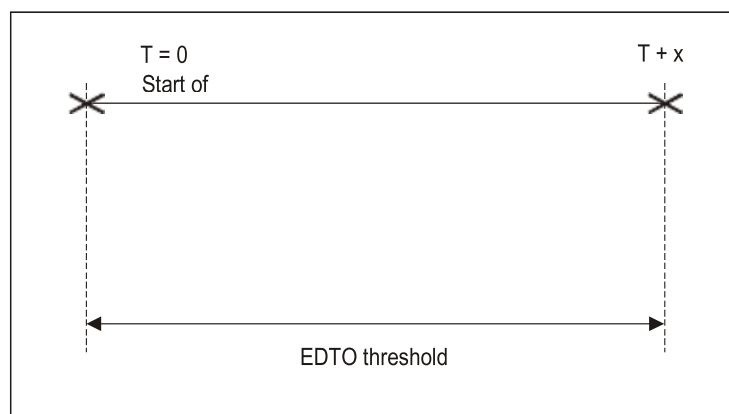 T = 0
T + x
Start of
EDTO threshold